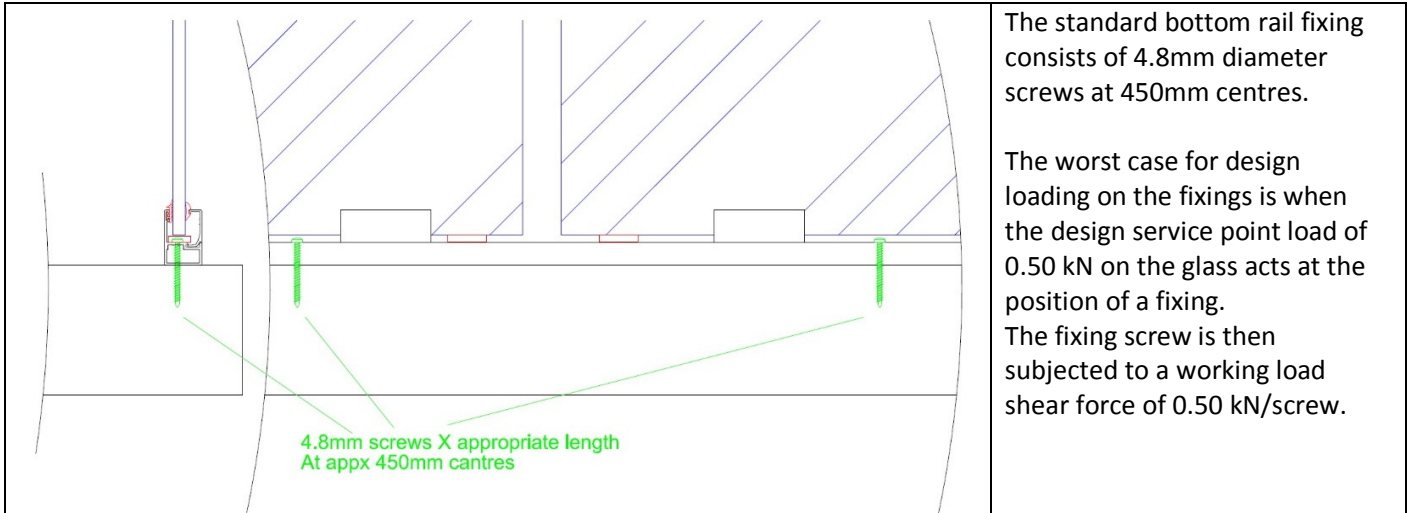 The standard bottom rail fixing
consists of 4.8mm diameter
screws at 450mm centres.
The worst case for design
loading on the fixings is when
the design service point load of
0.50 kN on the glass acts at the
position of a fixing.
The fixing screw is then
subjected to a working load
shear force of 0.50 kN/screw.
4.8mm screws X appropriate length
At appx 450mm cantres